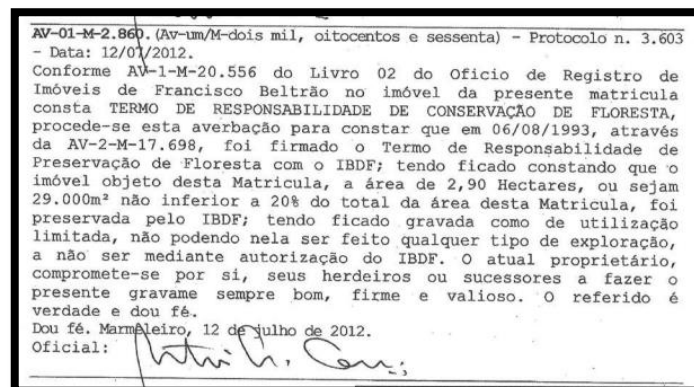 AV-01-M-2.860. (Av-um/M-dois mil, oitocentos e sessenta) - Protocolo n. 3.603
- Data: 12/07/2012.
Conforme AV-1-M-20.556 do Livro 02 do Oficio de Registro de
Imóveis de Francisco Beltrão no imóvel da presente matricula
consta TERMO DE RESPONSABILIDADE DE CONSERVAÇÃO DE FLORESTA,
procede-se esta averbação para constar que em 06/08/1993, através
da AV-2-M-17.698, foi firmado o Termo de Responsabilidade de
Preservação de Floresta com o IBDF; tendo ficado constando que o
imóvel objeto desta Matricula, a área de 2,90 Hectares, ou sejam
29.000m² não inferior a 20% do total da área desta Matricula, foi
preservada pelo IBDF; tendo ficado gravada como de utilização
limitada, não podendo nela ser feito qualquer tipo de exploração,
a não ser mediante autorização do IBDF. O atual proprietário,
compromete-se por si, seus herdeiros ou sucessores a fazer o
presente gravame sempre bom, firme e valioso. O referido é
verdade e dou fé.
Dou fé. Marmeleiro, 12 de julho de 2012.
Oficial: